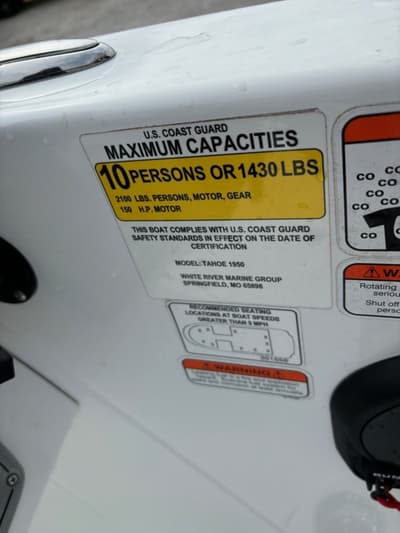 U.S. COAST GUARD
MAXIMUM CAPACITIES
10 PERSONS OR 1430 LBS
2100 LBS. PERSONS, MOTOR, GEAR
150 H.P. MOTOR
THIS BOAT COMPLIES WITH U.S. COAST GUARD
SAFETY STANDARDS IN EFFECT ON THE DATE OF
CERTIFICATION
MODEL: TAHOE 1950
WHITE RIVER MARINE GROUP
SPRINGFIELD, MO 65898
RECOMMENDED SEATING
LOCATIONS AT BOAT SPEEDS
GREATER THAN 5 MPH
WARNING
CO CO
CO CO
CO CO
CO
W
Rotating
seriou
Shut off
perso